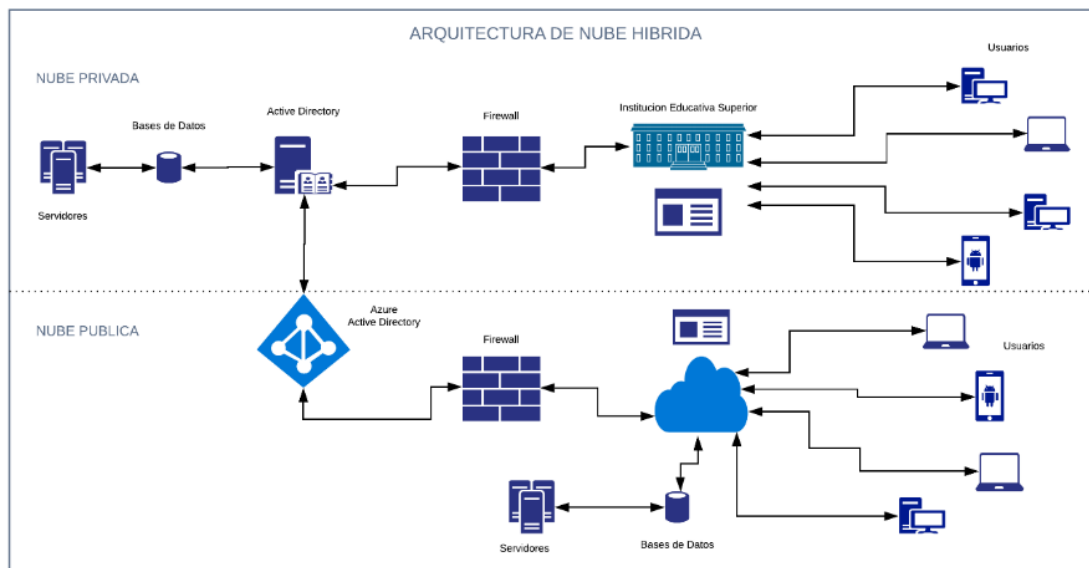 ARQUITECTURA DE NUBE HIBRIDA
Usuarios
NUBE PRIVADA
Active Directory
Firewall
Institucion Educativa Superior
Bases de Datos
Servidores
NUBE PUBLICA
Azure
Active Directory
Firewall
Usuarios
Servidores
Bases de Datos